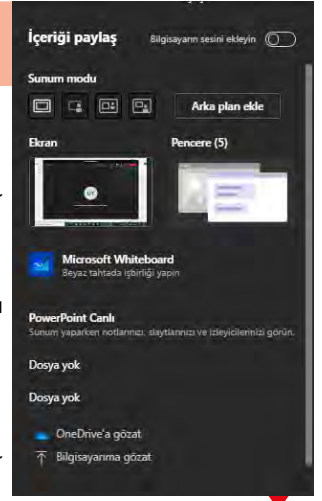 İçeriği paylaş
Bilgisayarın sesini ekleyin
Sunum modu
Arka plan ekle
Ekran
Pencere (5)
Microsoft Whiteboard
Beyaz tahtada işbirliği yapın
PowerPoint Canlı
Sunum yaparken notlarınızı, slaytlarınızı ve izleyicilerinizi görün.
Dosya yok
Dosya yok
OneDrive'a gözat
Bilgisayarıma gözat